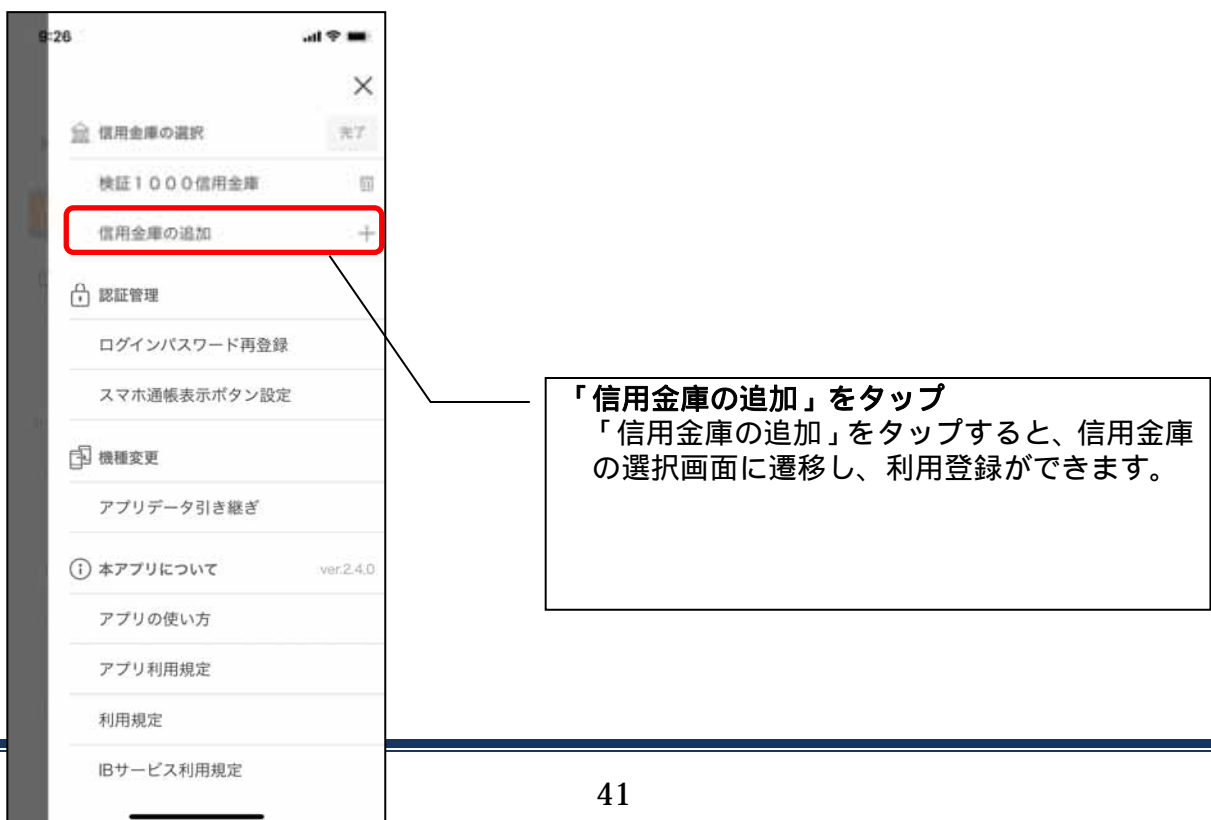 9:26
信用金庫の選択 完了
検証1000信用金庫
信用金庫の追加
認証管理
ログインパスワード再登録
スマホ通帳表示ボタン設定
機種変更
アプリデータ引き継ぎ
本アプリについて ver.2.4.0
アプリの使い方
アプリ利用規定
利用規定
IBサービス利用規定
「信用金庫の追加」をタップ
「信用金庫の追加」をタップすると、信用金庫
の選択画面に遷移し、利用登録ができます。
41